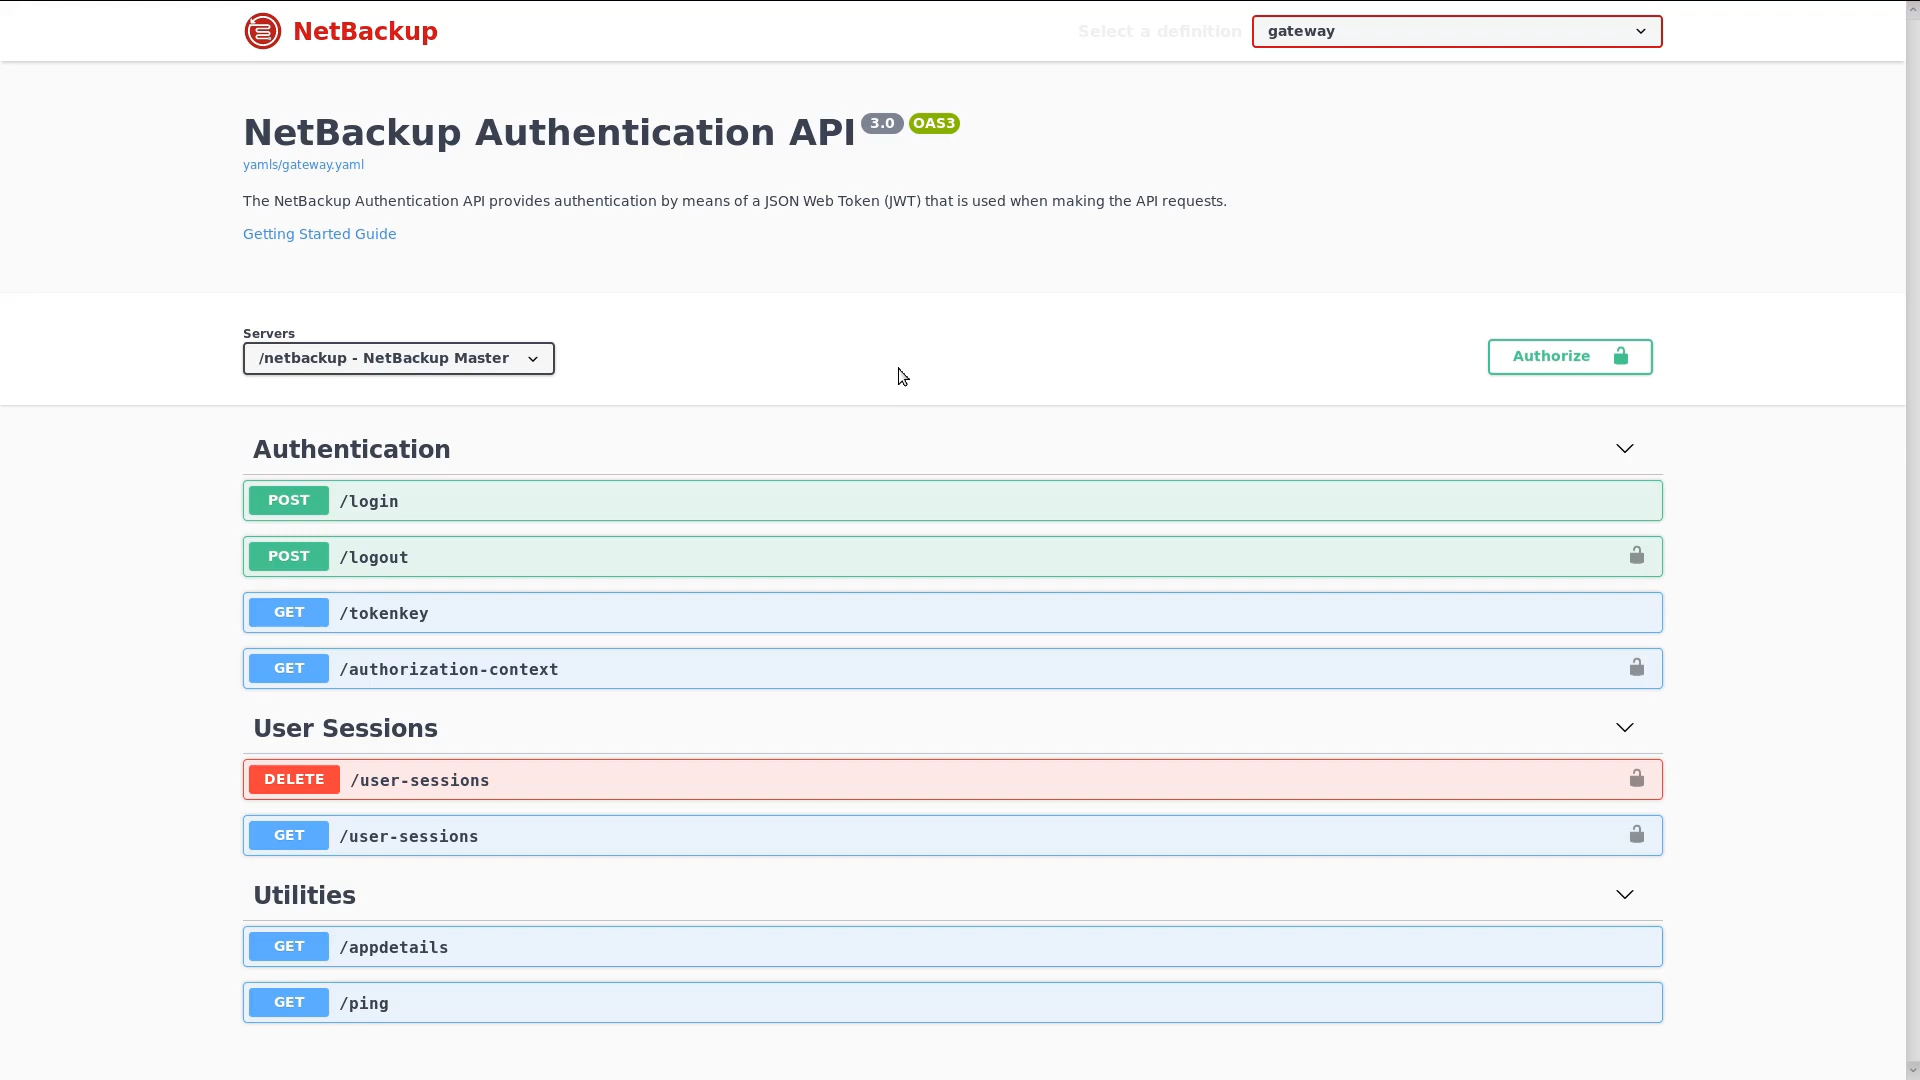 NetBackup
Select a definition
gateway
NetBackup Authentication API 3.0 OAS3
yamls/gateway.yaml
The NetBackup Authentication API provides authentication by means of a JSON Web Token (JWT) that is used when making the API requests.
Getting Started Guide
Servers
/netbackup - NetBackup Master
Authorize
Authentication
POST /login
POST /logout
GET /tokenkey
GET /authorization-context
User Sessions
DELETE /user-sessions
GET /user-sessions
Utilities
GET /appdetails
GET /ping